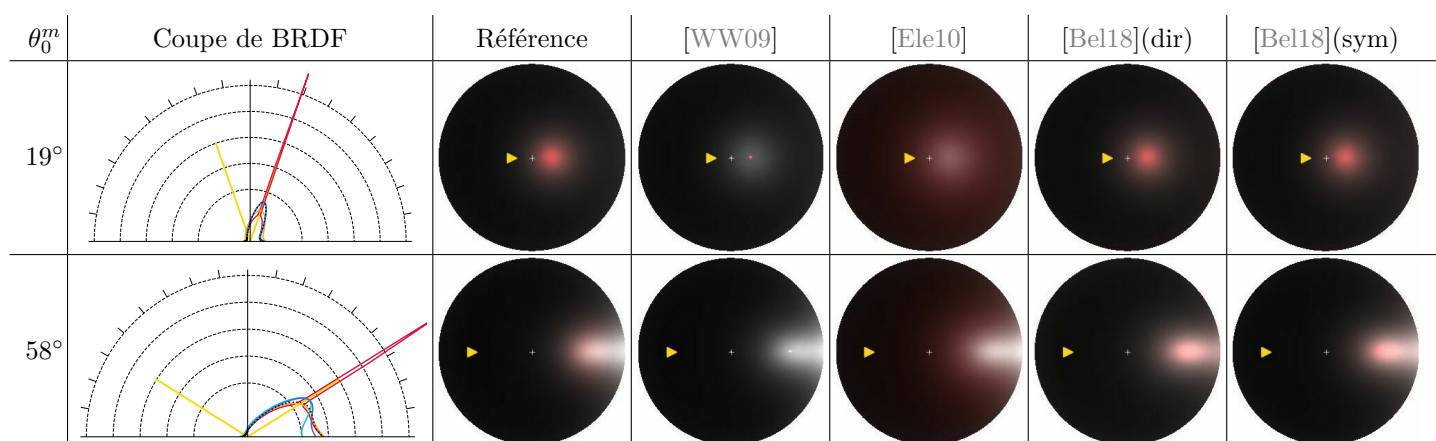 θ₀ᵐ Coupe de BRDF Référence [WW09] [Ele10] [Bel18](dir) [Bel18](sym)
19°
58°